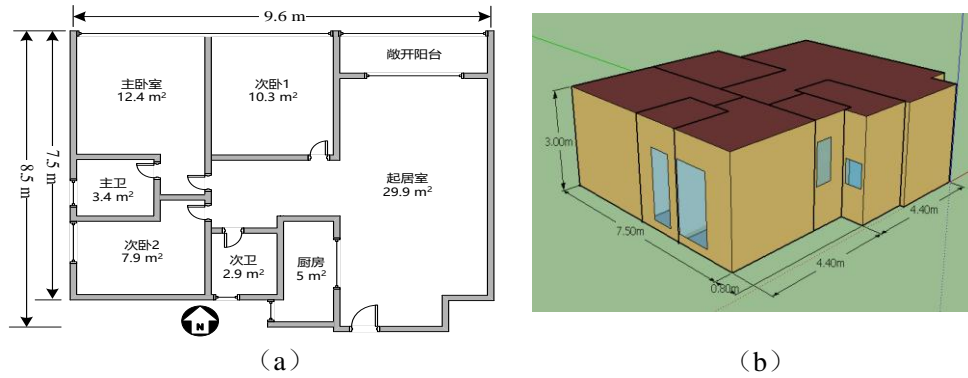 9.6 m
8.5 m
7.5 m
主卧室
12.4 m²
次卧1
10.3 m²
敞开阳台
主卫
3.4 m²
起居室
29.9 m²
次卧2
7.9 m²
次卫
2.9 m²
厨房
5 m²
N
(a)
3.00m
7.50m
0.80m
4.40m
4.40m
(b)